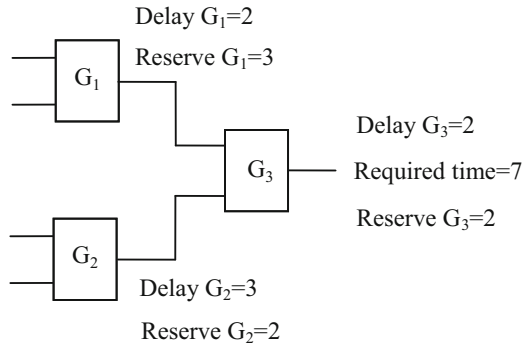 Delay G₁=2
Reserve G₁=3
G₁
Delay G₃=2
G₃
Required time=7
Reserve G₃=2
G₂
Delay G₂=3
Reserve G₂=2